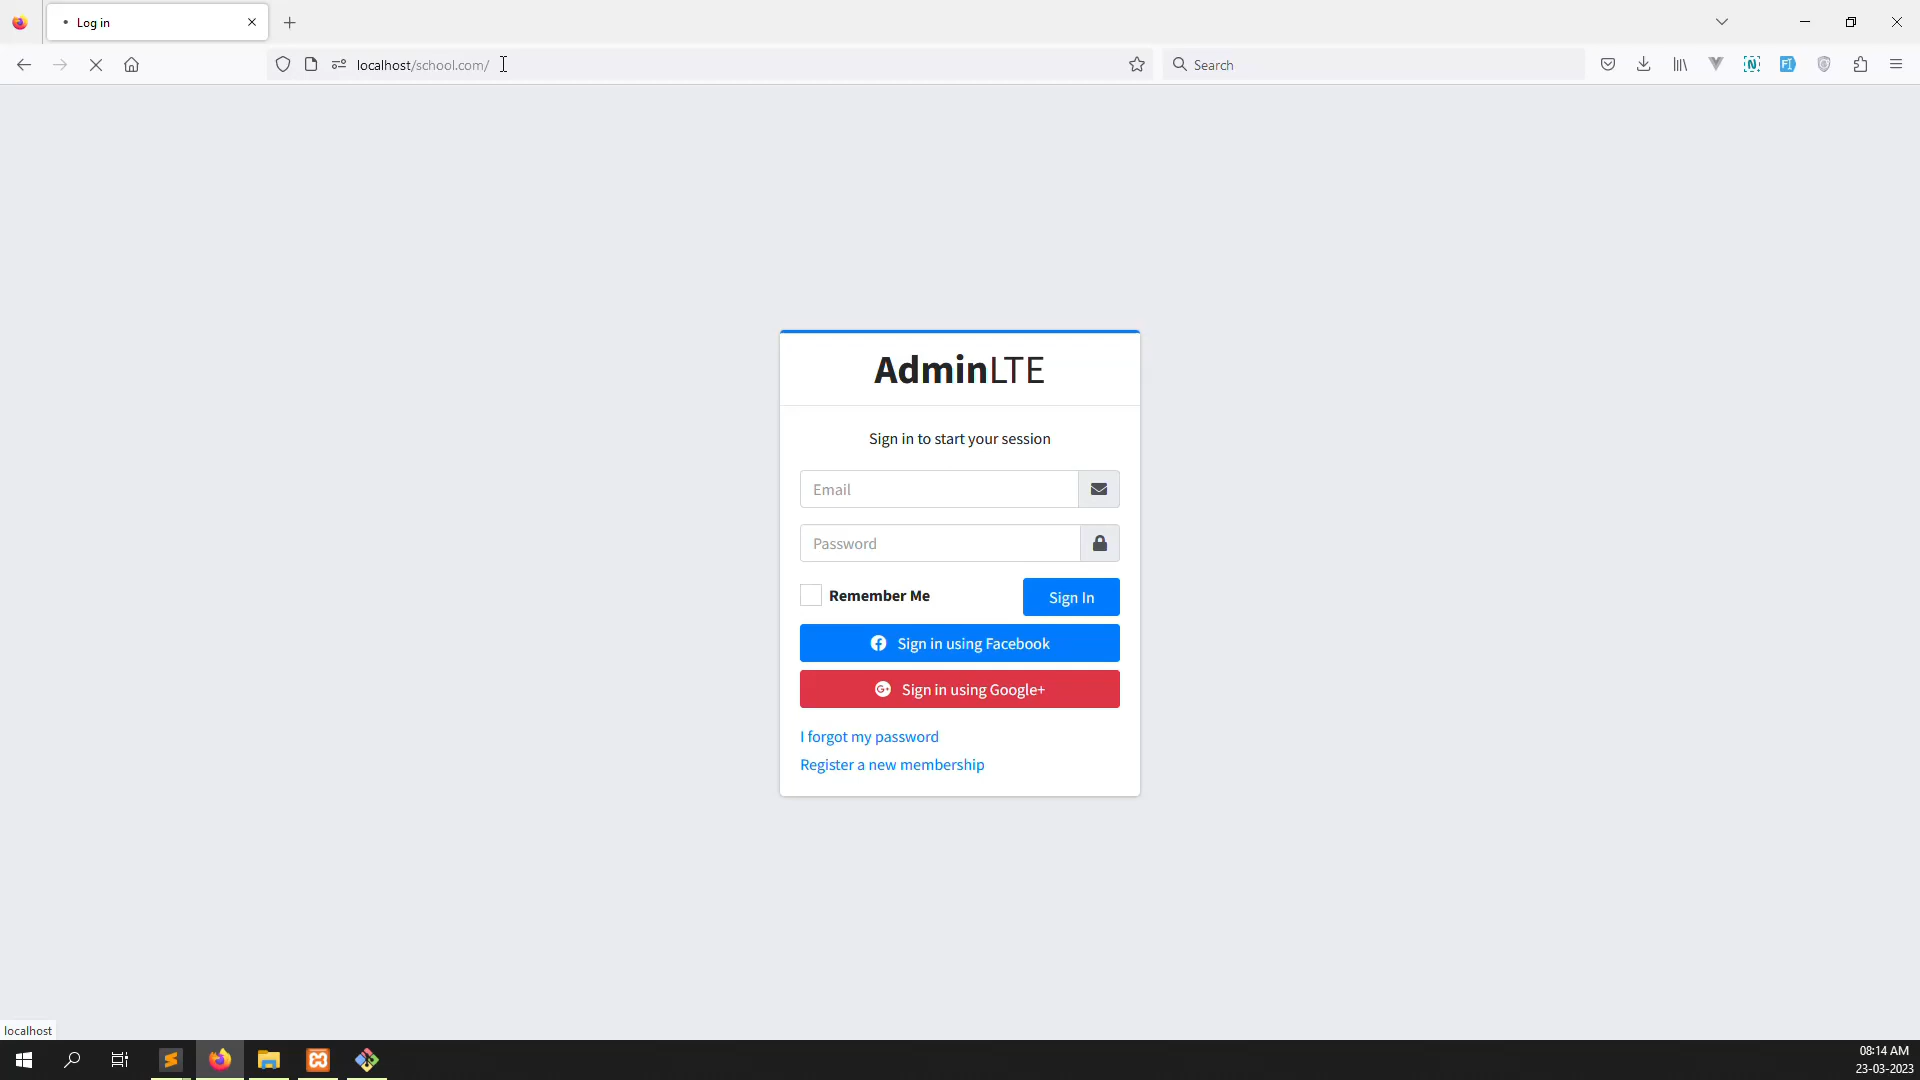 Log in
localhost/school.com/
Search
AdminLTE
Sign in to start your session
Email
Password
Remember Me
Sign In
Sign in using Facebook
Sign in using Google+
I forgot my password
Register a new membership
localhost
08:14 AM
23-03-2023